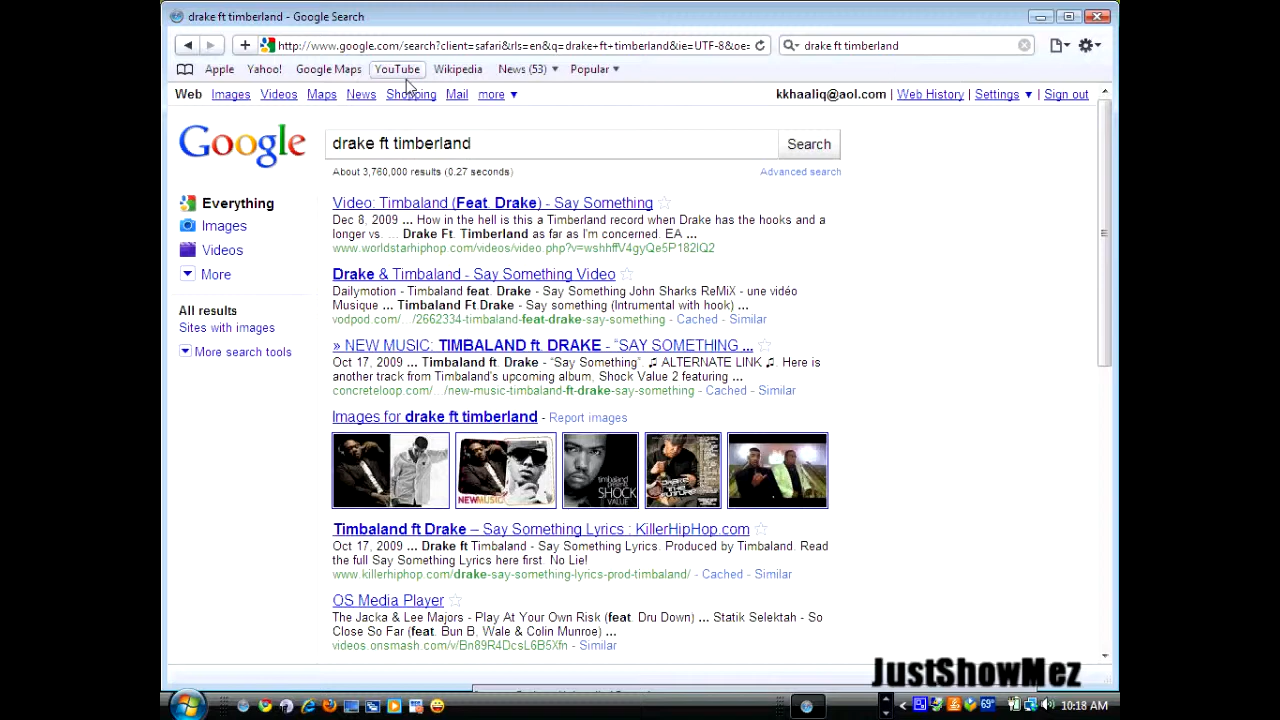 drake ft timberland - Google Search
http://www.google.com/search?client=safari&rls=en&q=drake+ft+timberland&ie=UTF-8&oe=
drake ft timberland
Apple Yahoo! Google Maps YouTube Wikipedia News (53) Popular
Web Images Videos Maps News Shopping Mail more
kkhaaliq@aol.com | Web History | Settings | Sign out
Google
drake ft timberland
Search
About 3,760,000 results (0.27 seconds)
Advanced search
Everything
Images
Videos
More
All results
Sites with images
More search tools
Video: Timbaland (Feat. Drake) - Say Something
Dec 8, 2009 ... How in the hell is this a Timberland record when Drake has the hooks and a
longer vs. ... Drake Ft. Timberland as far as I'm concerned. EA ...
www.worldstarhiphop.com/videos/video.php?v=wshhffV4gyQe5P182IQ2
Drake & Timbaland - Say Something Video
Dailymotion - Timbaland feat. Drake - Say Something John Sharks ReMiX - une vidéo
Musique ... Timbaland Ft Drake - Say something (Intrumental with hook) ...
vodpod.com/.../2662334-timbaland-feat-drake-say-something - Cached - Similar
» NEW MUSIC: TIMBALAND ft. DRAKE - “SAY SOMETHING ...
Oct 17, 2009 ... Timbaland ft. Drake - “Say Something”. ♫ ALTERNATE LINK ♫. Here is
another track from Timbaland's upcoming album, Shock Value 2 featuring ...
concreteloop.com/.../new-music-timbaland-ft-drake-say-something - Cached - Similar
Images for drake ft timberland - Report images
NEWMUSIC
SHOCK
VALUE
Timbaland ft Drake – Say Something Lyrics : KillerHipHop.com
Oct 17, 2009 ... Drake ft Timbaland - Say Something Lyrics. Produced by Timbaland. Read
the full Say Something Lyrics here first. No Lie!
www.killerhiphop.com/drake-say-something-lyrics-prod-timbaland/ - Cached - Similar
OS Media Player
The Jacka & Lee Majors - Play At Your Own Risk (feat. Dru Down) ... Statik Selektah - So
Close So Far (feat. Bun B, Wale & Colin Munroe) ...
videos.onsmash.com/v/Bn89R4DcsL6B5Xfn - Similar
JustShowMez
69°
10:18 AM